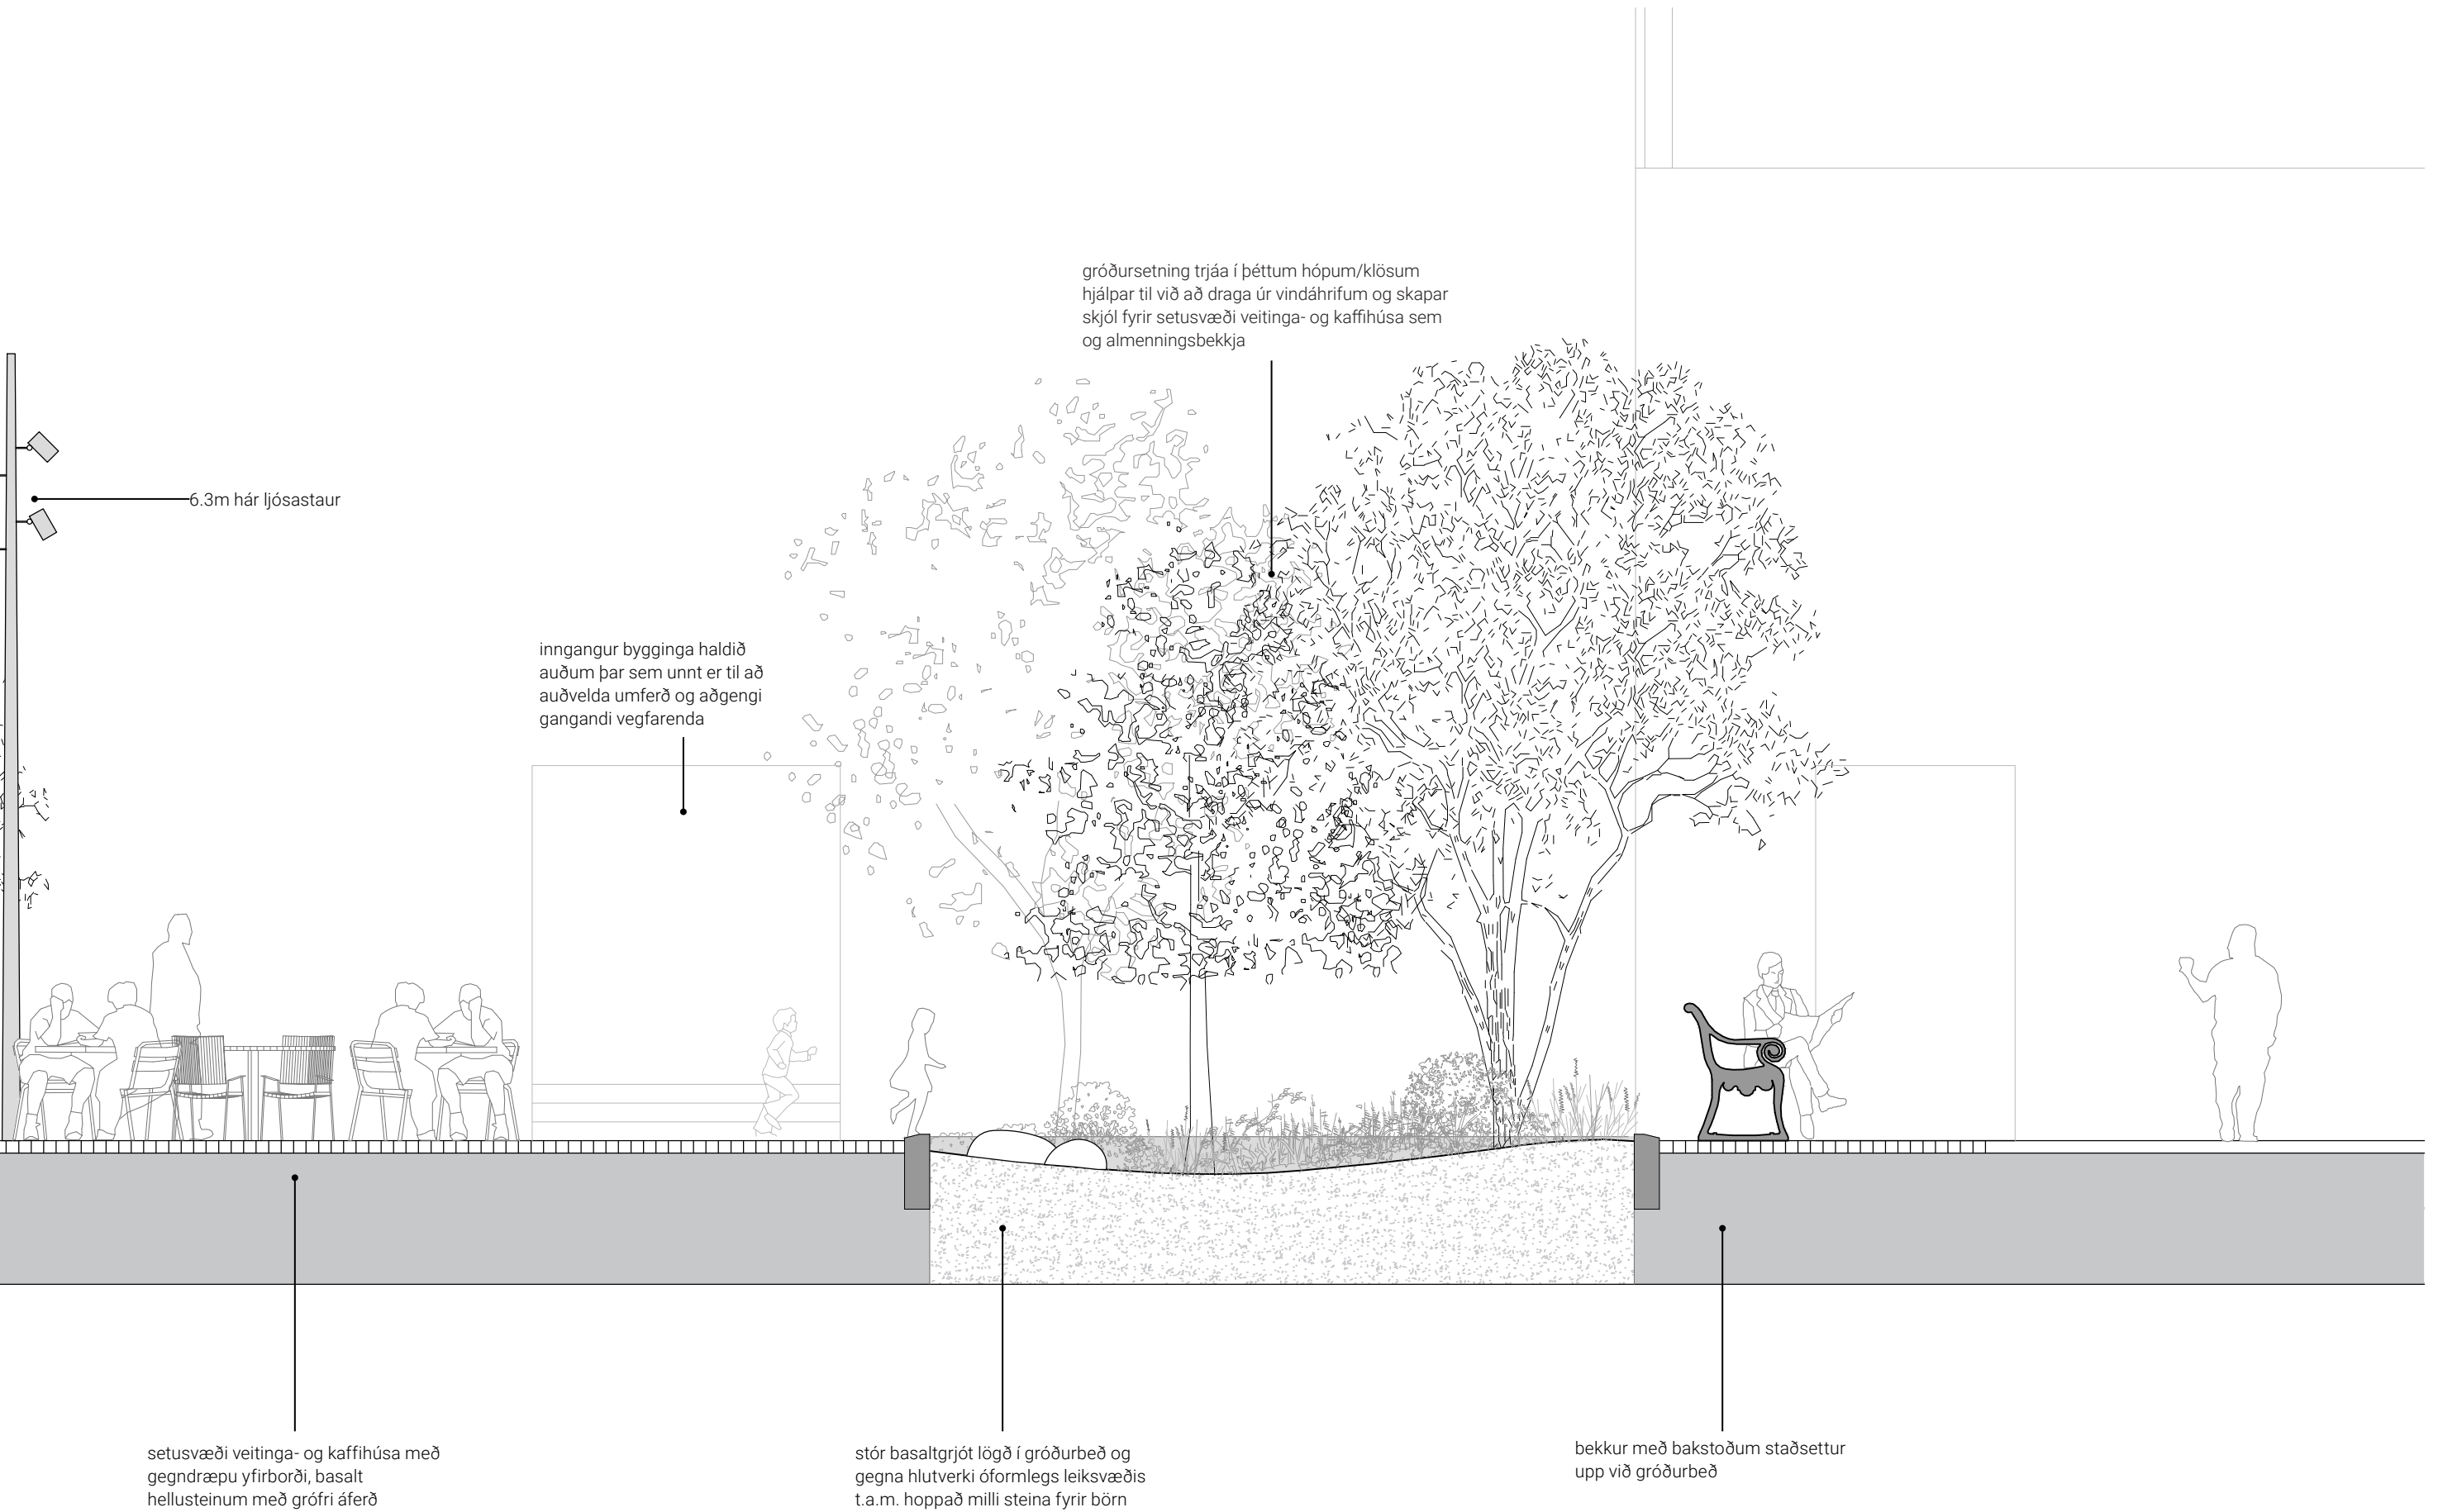 gróðursetning trjáa í þéttum hópum/klösum
hjálpar til við að draga úr vindáhrifum og skapar
skjól fyrir setusvæði veitinga- og kaffihúsa sem
og almenningsbekkja
6.3m hár ljósastaur
inngangur bygginga haldið
auðum þar sem unnt er til að
auðvelda umferð og aðgengi
gangandi vegfarenda
setusvæði veitinga- og kaffihúsa með
gegndræpu yfirborði, basalt
hellusteinum með grófri áferð
stór basaltgrjót lögð í gróðurbeð og
gegna hlutverki óformlegs leiksvæðis
t.a.m. hoppað milli steina fyrir börn
bekkur með bakstoðum staðsettur
upp við gróðurbeð